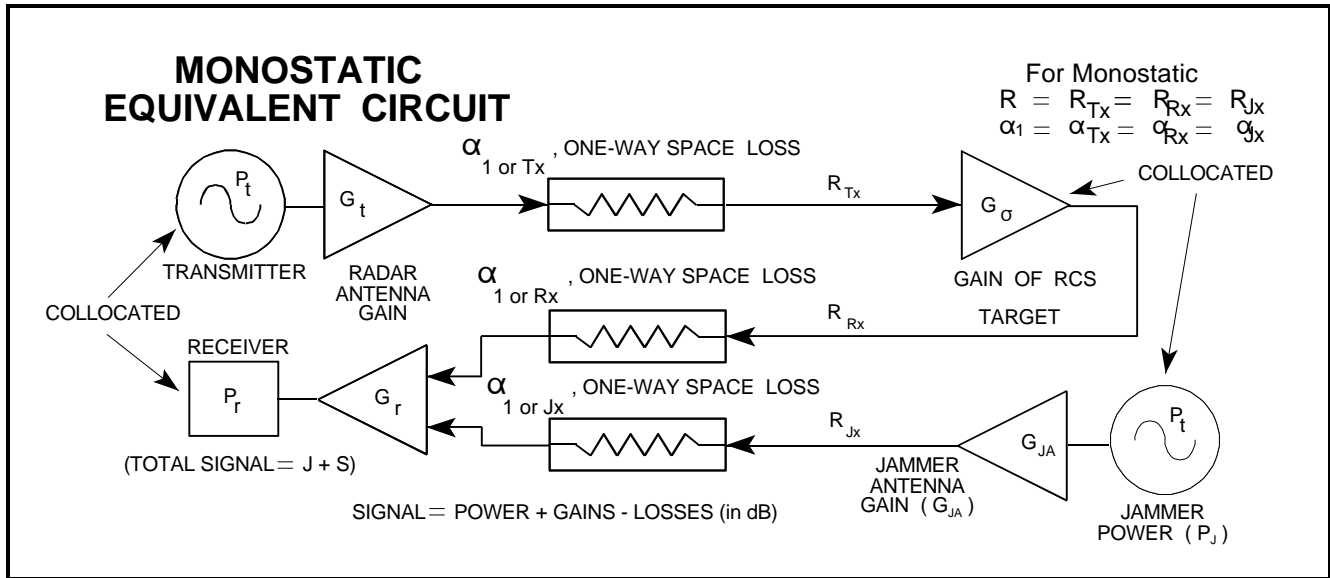 MONOSTATIC
EQUIVALENT CIRCUIT
For Monostatic
R = R_Tx = R_Rx = R_Jx
α1 = α_Tx = α_Rx = α_Jx
COLLOCATED
α 1 or Tx , ONE-WAY SPACE LOSS
P_t
G_t
R_Tx
G_σ
TRANSMITTER
RADAR
ANTENNA
GAIN
COLLOCATED
α 1 or Rx , ONE-WAY SPACE LOSS
R_Rx
GAIN OF RCS
TARGET
RECEIVER
P_r
G_r
α 1 or Jx , ONE-WAY SPACE LOSS
R_Jx
G_JA
P_t
(TOTAL SIGNAL = J + S)
JAMMER
ANTENNA
GAIN ( G_JA )
JAMMER
POWER ( P_J )
SIGNAL = POWER + GAINS - LOSSES (in dB)